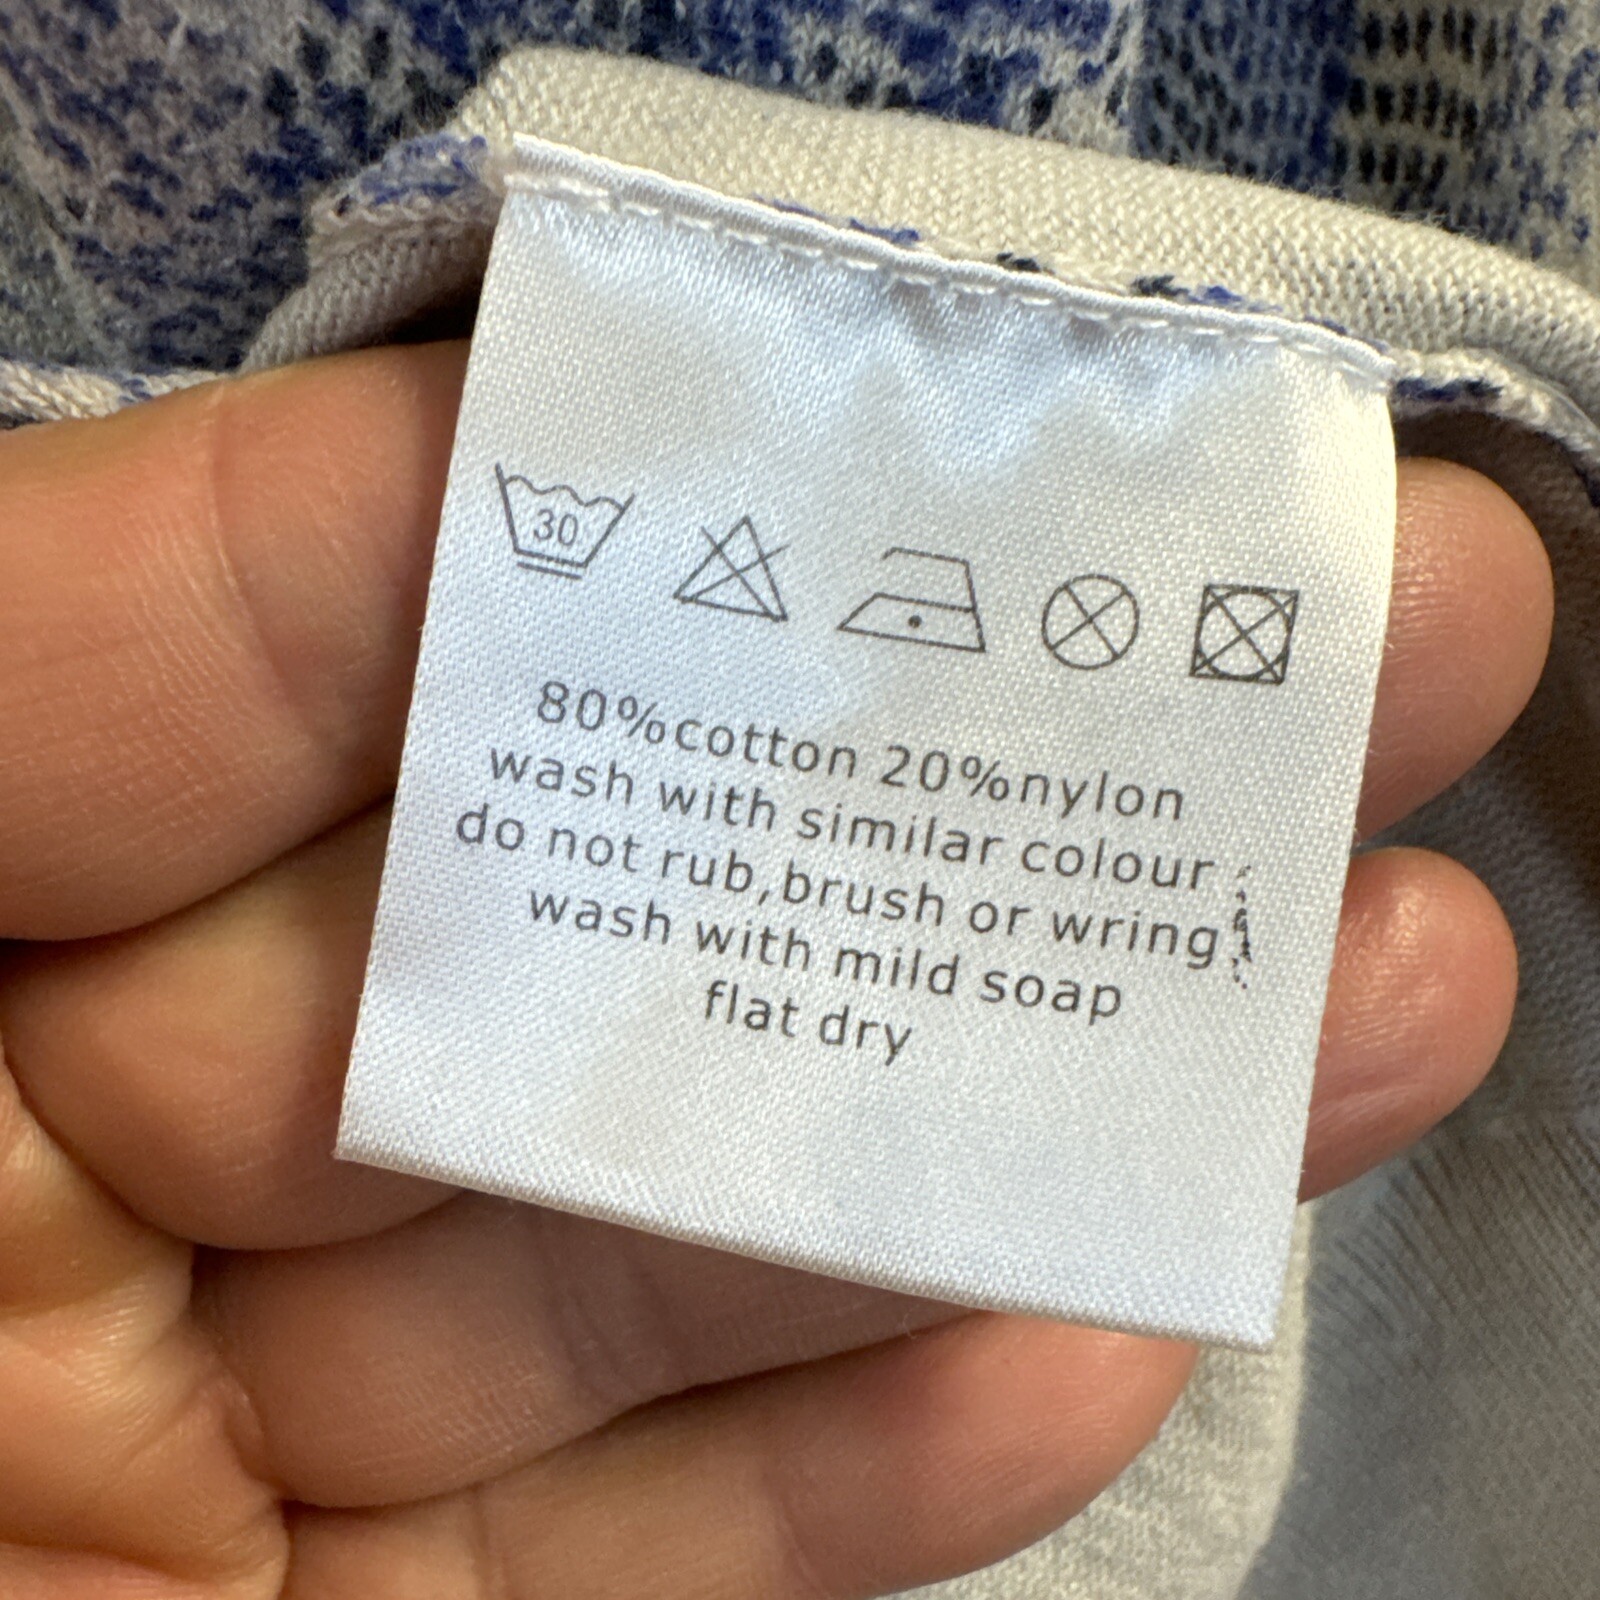 30
80%cotton 20%nylon
wash with similar colour
do not rub,brush or wring
wash with mild soap
flat dry